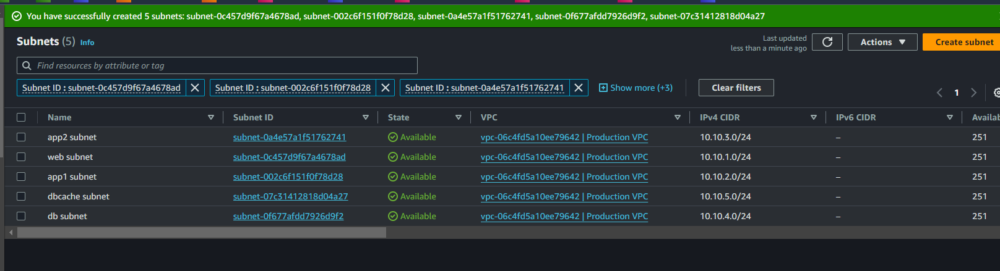 You have successfully created 5 subnets: subnet-0c457d9f67a4678ad, subnet-002c6f151f0f78d28, subnet-0a4e57a1f51762741, subnet-0f677afdd7926d9f2, subnet-07c31412818d04a27
Subnets (5) Info
Last updated
less than a minute ago
Actions
Create subnet
Find resources by attribute or tag
Subnet ID : subnet-0c457d9f67a4678ad
Subnet ID : subnet-002c6f151f0f78d28
Subnet ID : subnet-0a4e57a1f51762741
Show more (+3)
Clear filters
1
Name Subnet ID State VPC IPv4 CIDR IPv6 CIDR Availal
app2 subnet subnet-0a4e57a1f51762741 Available vpc-06c4fd5a10ee79642 | Production VPC 10.10.3.0/24 – 251
web subnet subnet-0c457d9f67a4678ad Available vpc-06c4fd5a10ee79642 | Production VPC 10.10.1.0/24 – 251
app1 subnet subnet-002c6f151f0f78d28 Available vpc-06c4fd5a10ee79642 | Production VPC 10.10.2.0/24 – 251
dbcache subnet subnet-07c31412818d04a27 Available vpc-06c4fd5a10ee79642 | Production VPC 10.10.5.0/24 – 251
db subnet subnet-0f677afdd7926d9f2 Available vpc-06c4fd5a10ee79642 | Production VPC 10.10.4.0/24 – 251